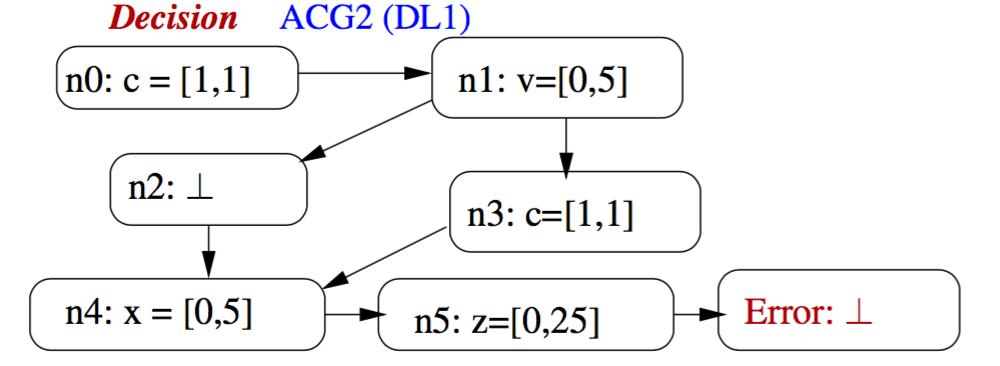 Decision ACG2 (DL1)
n0: c = [1,1]
n1: v=[0,5]
n2: ⊥
n3: c=[1,1]
n4: x = [0,5]
n5: z=[0,25]
Error: ⊥